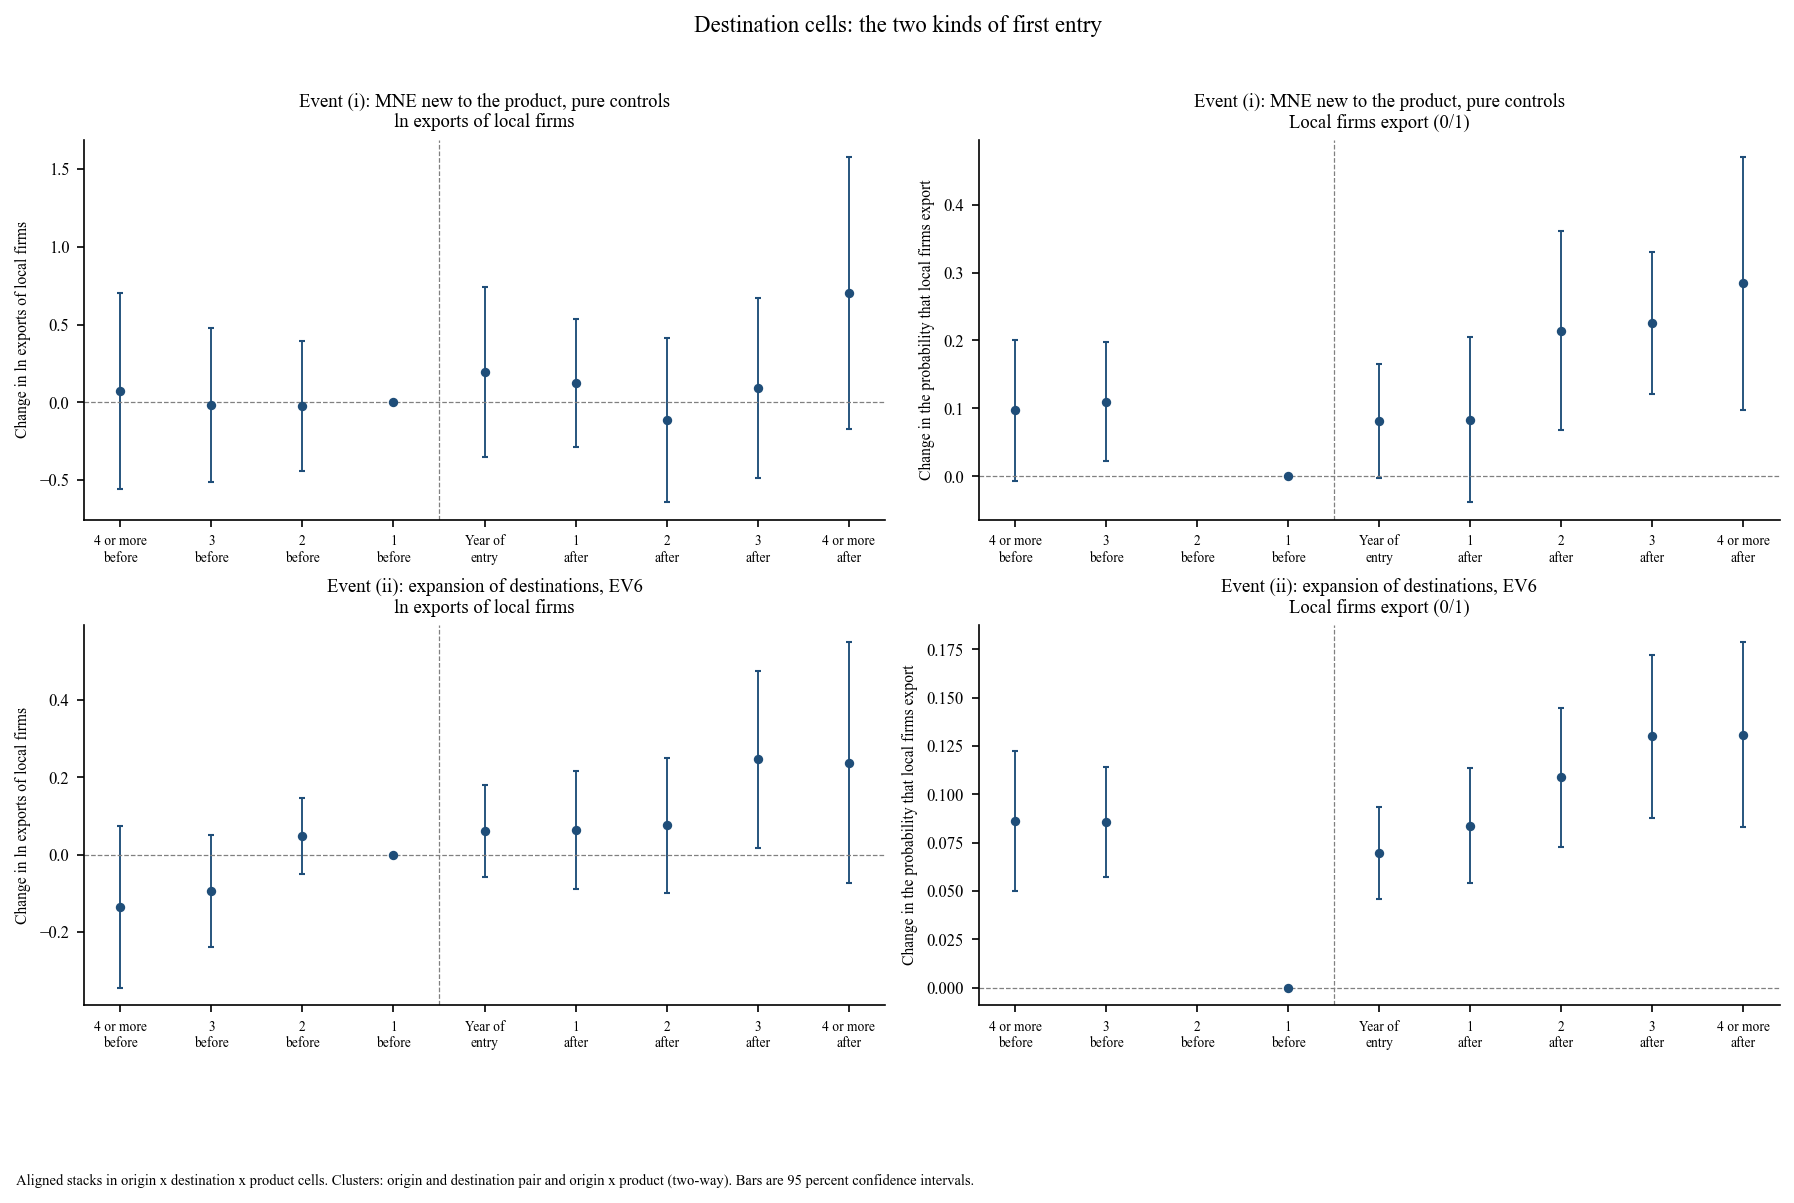 Destination cells: the two kinds of first entry
Event (i): MNE new to the product, pure controls
ln exports of local firms
Change in ln exports of local firms
1.5
1.0
0.5
0.0
−0.5
4 or more before
3 before
2 before
1 before
Year of entry
1 after
2 after
3 after
4 or more after
Event (i): MNE new to the product, pure controls
Local firms export (0/1)
Change in the probability that local firms export
0.4
0.3
0.2
0.1
0.0
4 or more before
3 before
2 before
1 before
Year of entry
1 after
2 after
3 after
4 or more after
Event (ii): expansion of destinations, EV6
ln exports of local firms
Change in ln exports of local firms
0.4
0.2
0.0
−0.2
4 or more before
3 before
2 before
1 before
Year of entry
1 after
2 after
3 after
4 or more after
Event (ii): expansion of destinations, EV6
Local firms export (0/1)
Change in the probability that local firms export
0.175
0.150
0.125
0.100
0.075
0.050
0.025
0.000
4 or more before
3 before
2 before
1 before
Year of entry
1 after
2 after
3 after
4 or more after
Aligned stacks in origin x destination x product cells. Clusters: origin and destination pair and origin x product (two-way). Bars are 95 percent confidence intervals.